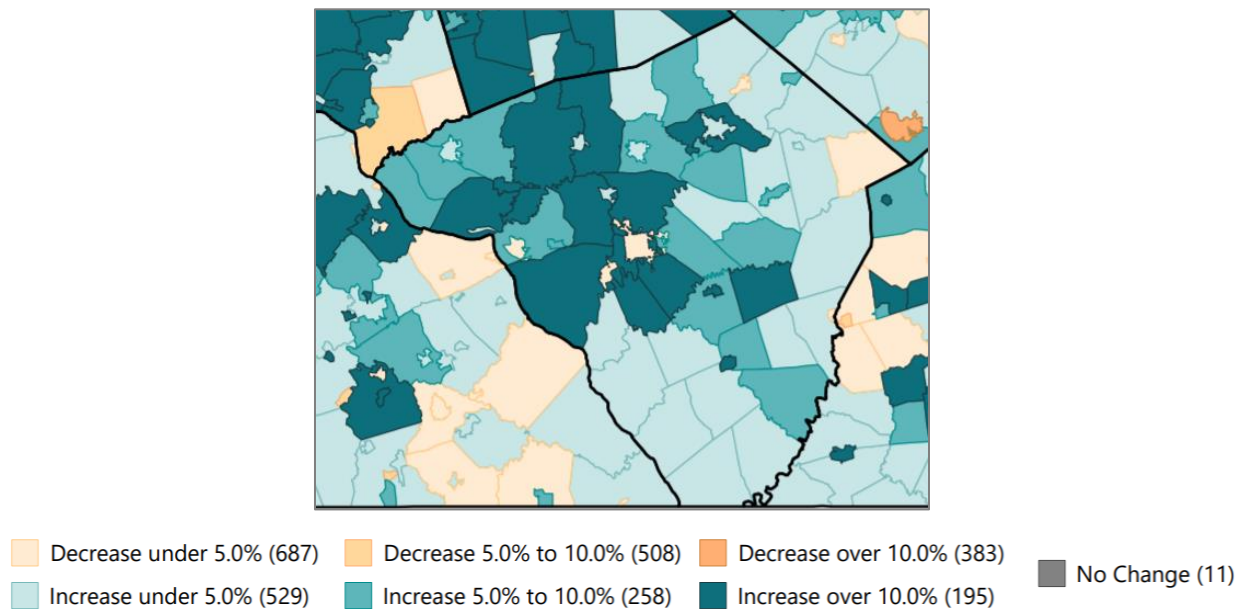 Decrease under 5.0% (687) Decrease 5.0% to 10.0% (508) Decrease over 10.0% (383)
No Change (11)
Increase under 5.0% (529) Increase 5.0% to 10.0% (258) Increase over 10.0% (195)